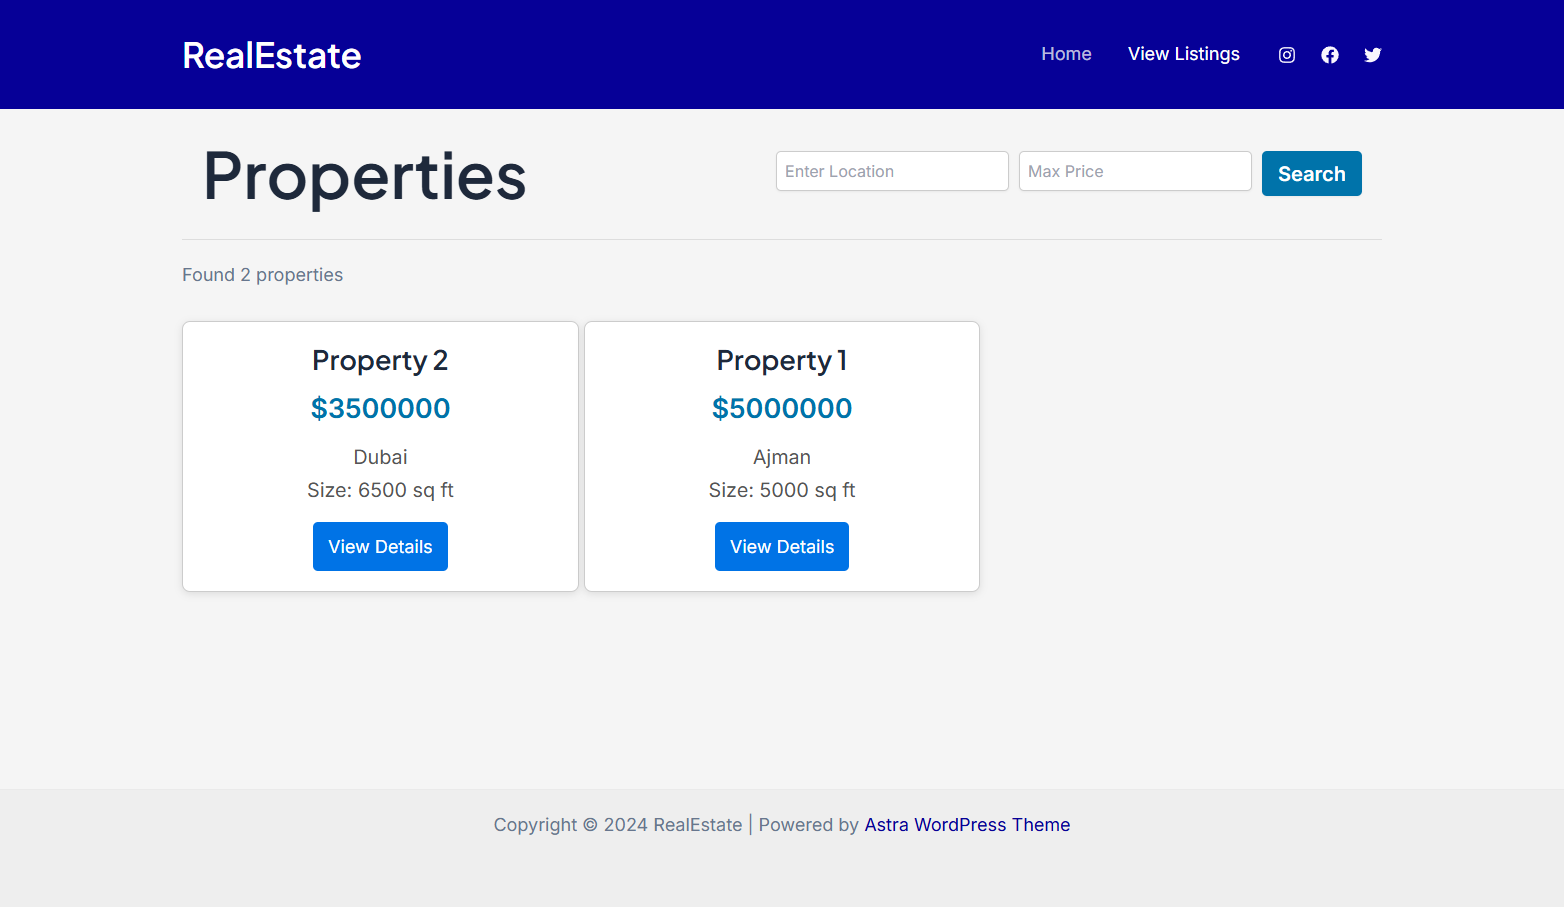 RealEstate
Home
View Listings
Properties
Enter Location
Max Price
Search
Found 2 properties
Property 2
$3500000
Dubai
Size: 6500 sq ft
View Details
Property 1
$5000000
Ajman
Size: 5000 sq ft
View Details
Copyright © 2024 RealEstate | Powered by Astra WordPress Theme